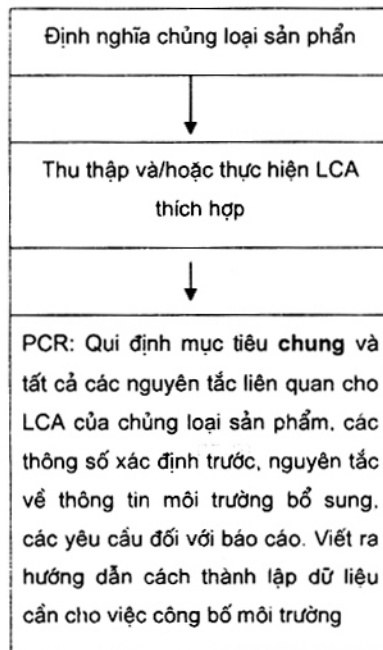 Định nghĩa chủng loại sản phẩn
Thu thập và/hoặc thực hiện LCA
thích hợp
PCR: Qui định mục tiêu chung và
tất cả các nguyên tắc liên quan cho
LCA của chủng loại sản phẩm, các
thông số xác định trước, nguyên tắc
về thông tin môi trường bổ sung,
các yêu cầu đối với báo cáo. Viết ra
hướng dẫn cách thành lập dữ liệu
cần cho việc công bố môi trường